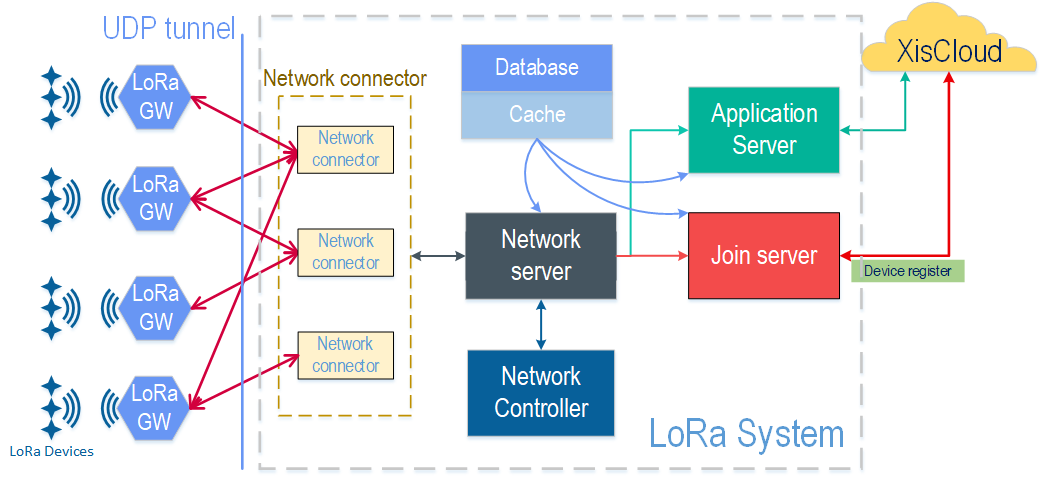 UDP tunnel
XisCloud
LoRa
GW
Network connector
Database
Cache
Application
Server
Network
connector
LoRa
GW
Network
server
Join server
Network
connector
Device register
LoRa
GW
Network
connector
Network
Controller
LoRa
GW
LoRa System
LoRa Devices